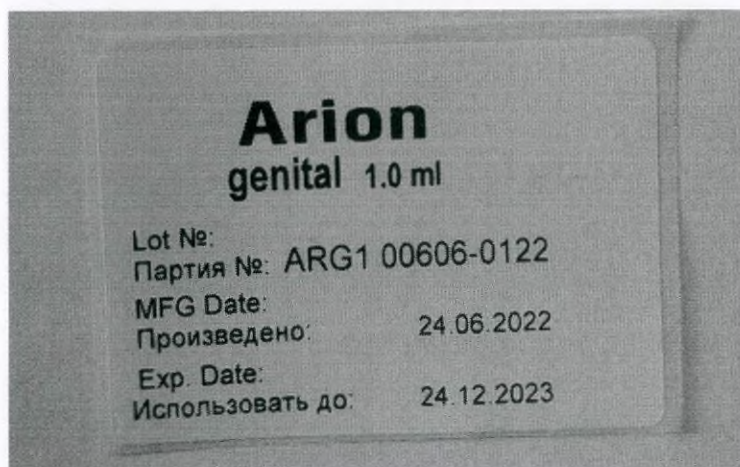 Arion
genital 1.0 ml
Lot №:
Партия №: ARG1 00606-0122
MFG Date:
Произведено: 24.06.2022
Exp. Date:
Использовать до: 24.12.2023